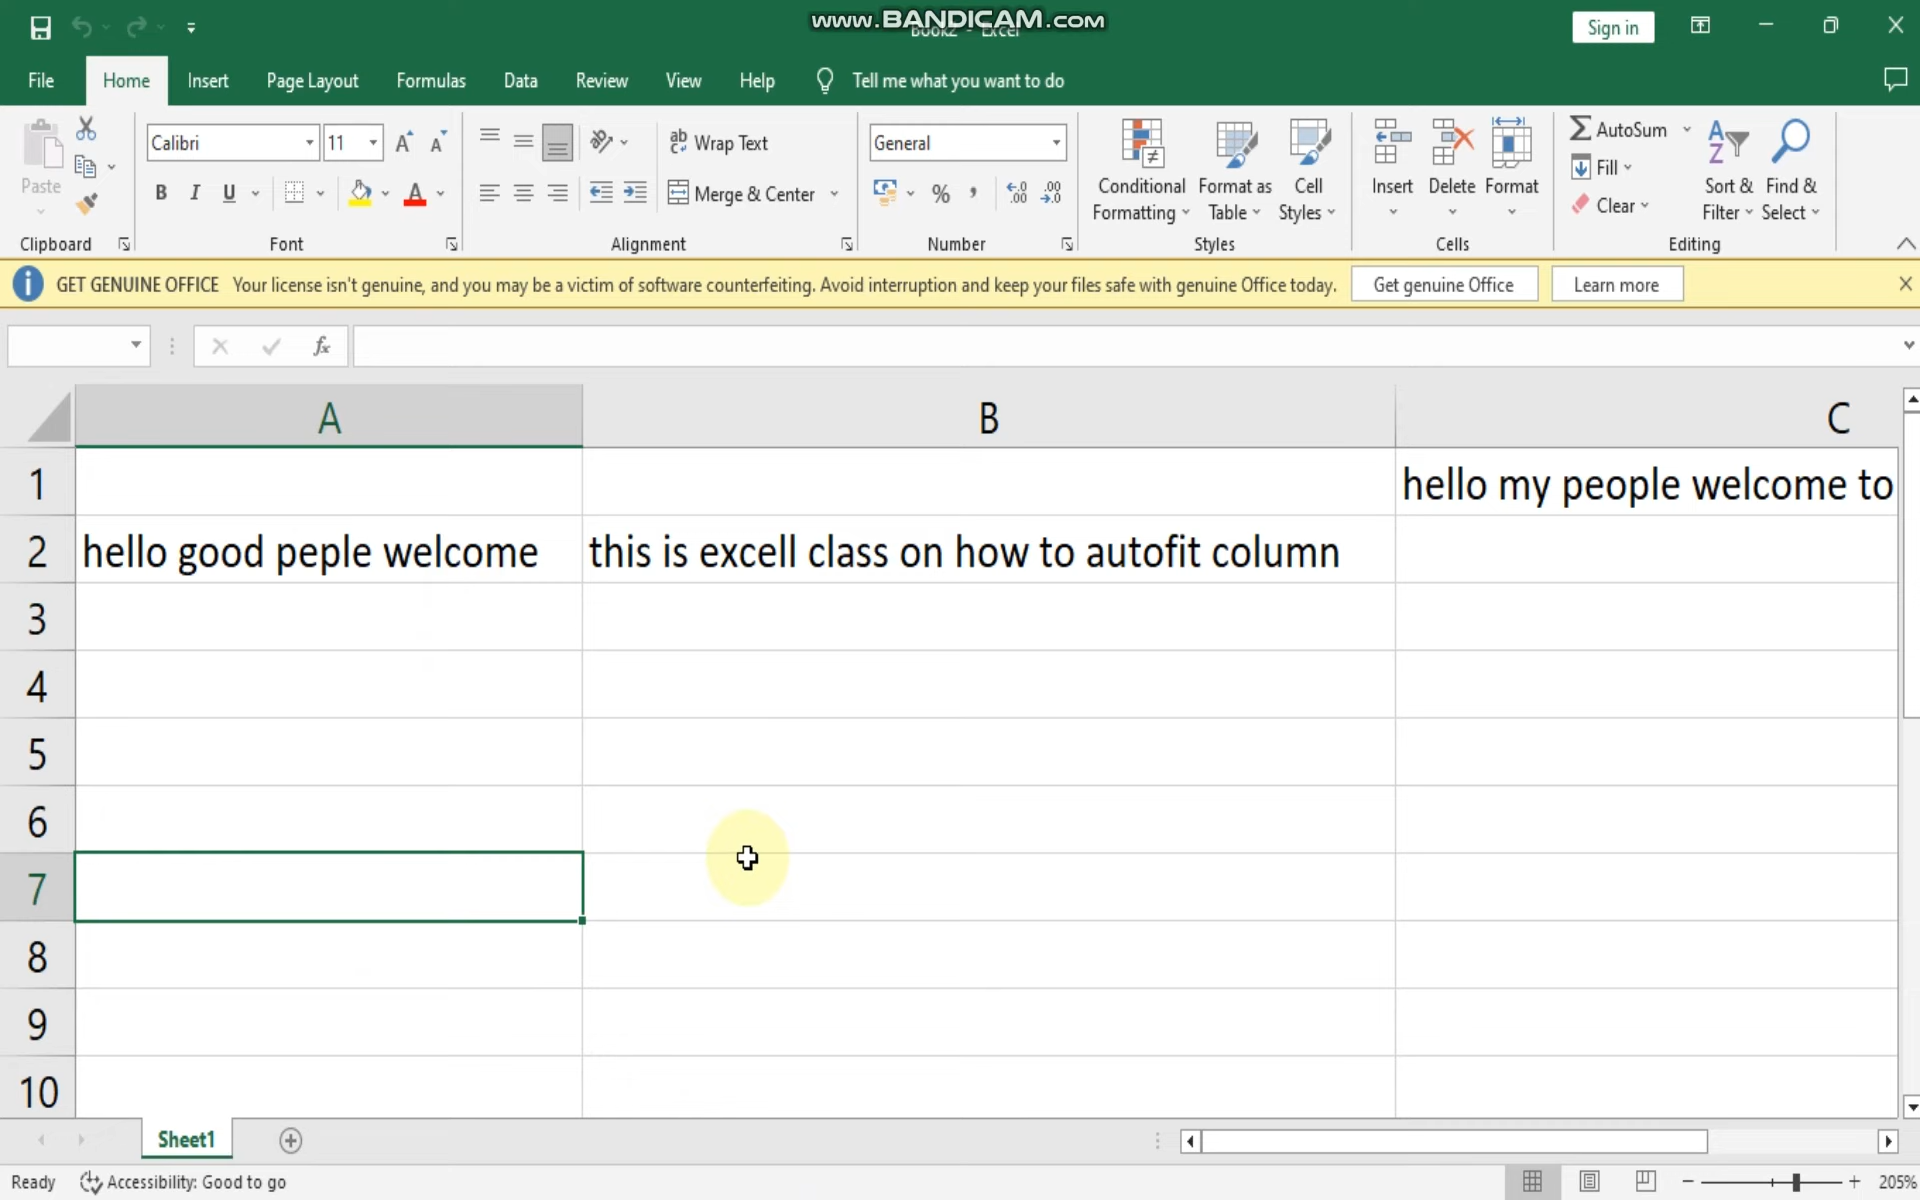 www.BANDICAM.com
Book2 - Excel
Sign in
File Home Insert Page Layout Formulas Data Review View Help Tell me what you want to do
Paste
Clipboard
Calibri 11
A A
B I U A
Font
ab Wrap Text
Merge & Center
Alignment
General
% , .00 .00
Number
Conditional Formatting
Format as Table
Cell Styles
Styles
Insert Delete Format
Cells
AutoSum
Fill
Clear
Sort & Filter
Find & Select
Editing
GET GENUINE OFFICE Your license isn't genuine, and you may be a victim of software counterfeiting. Avoid interruption and keep your files safe with genuine Office today. Get genuine Office Learn more
fx
A B C
1 hello my people welcome to
2 hello good peple welcome this is excell class on how to autofit column
3
4
5
6
7
8
9
10
Sheet1
Ready Accessibility: Good to go 205%